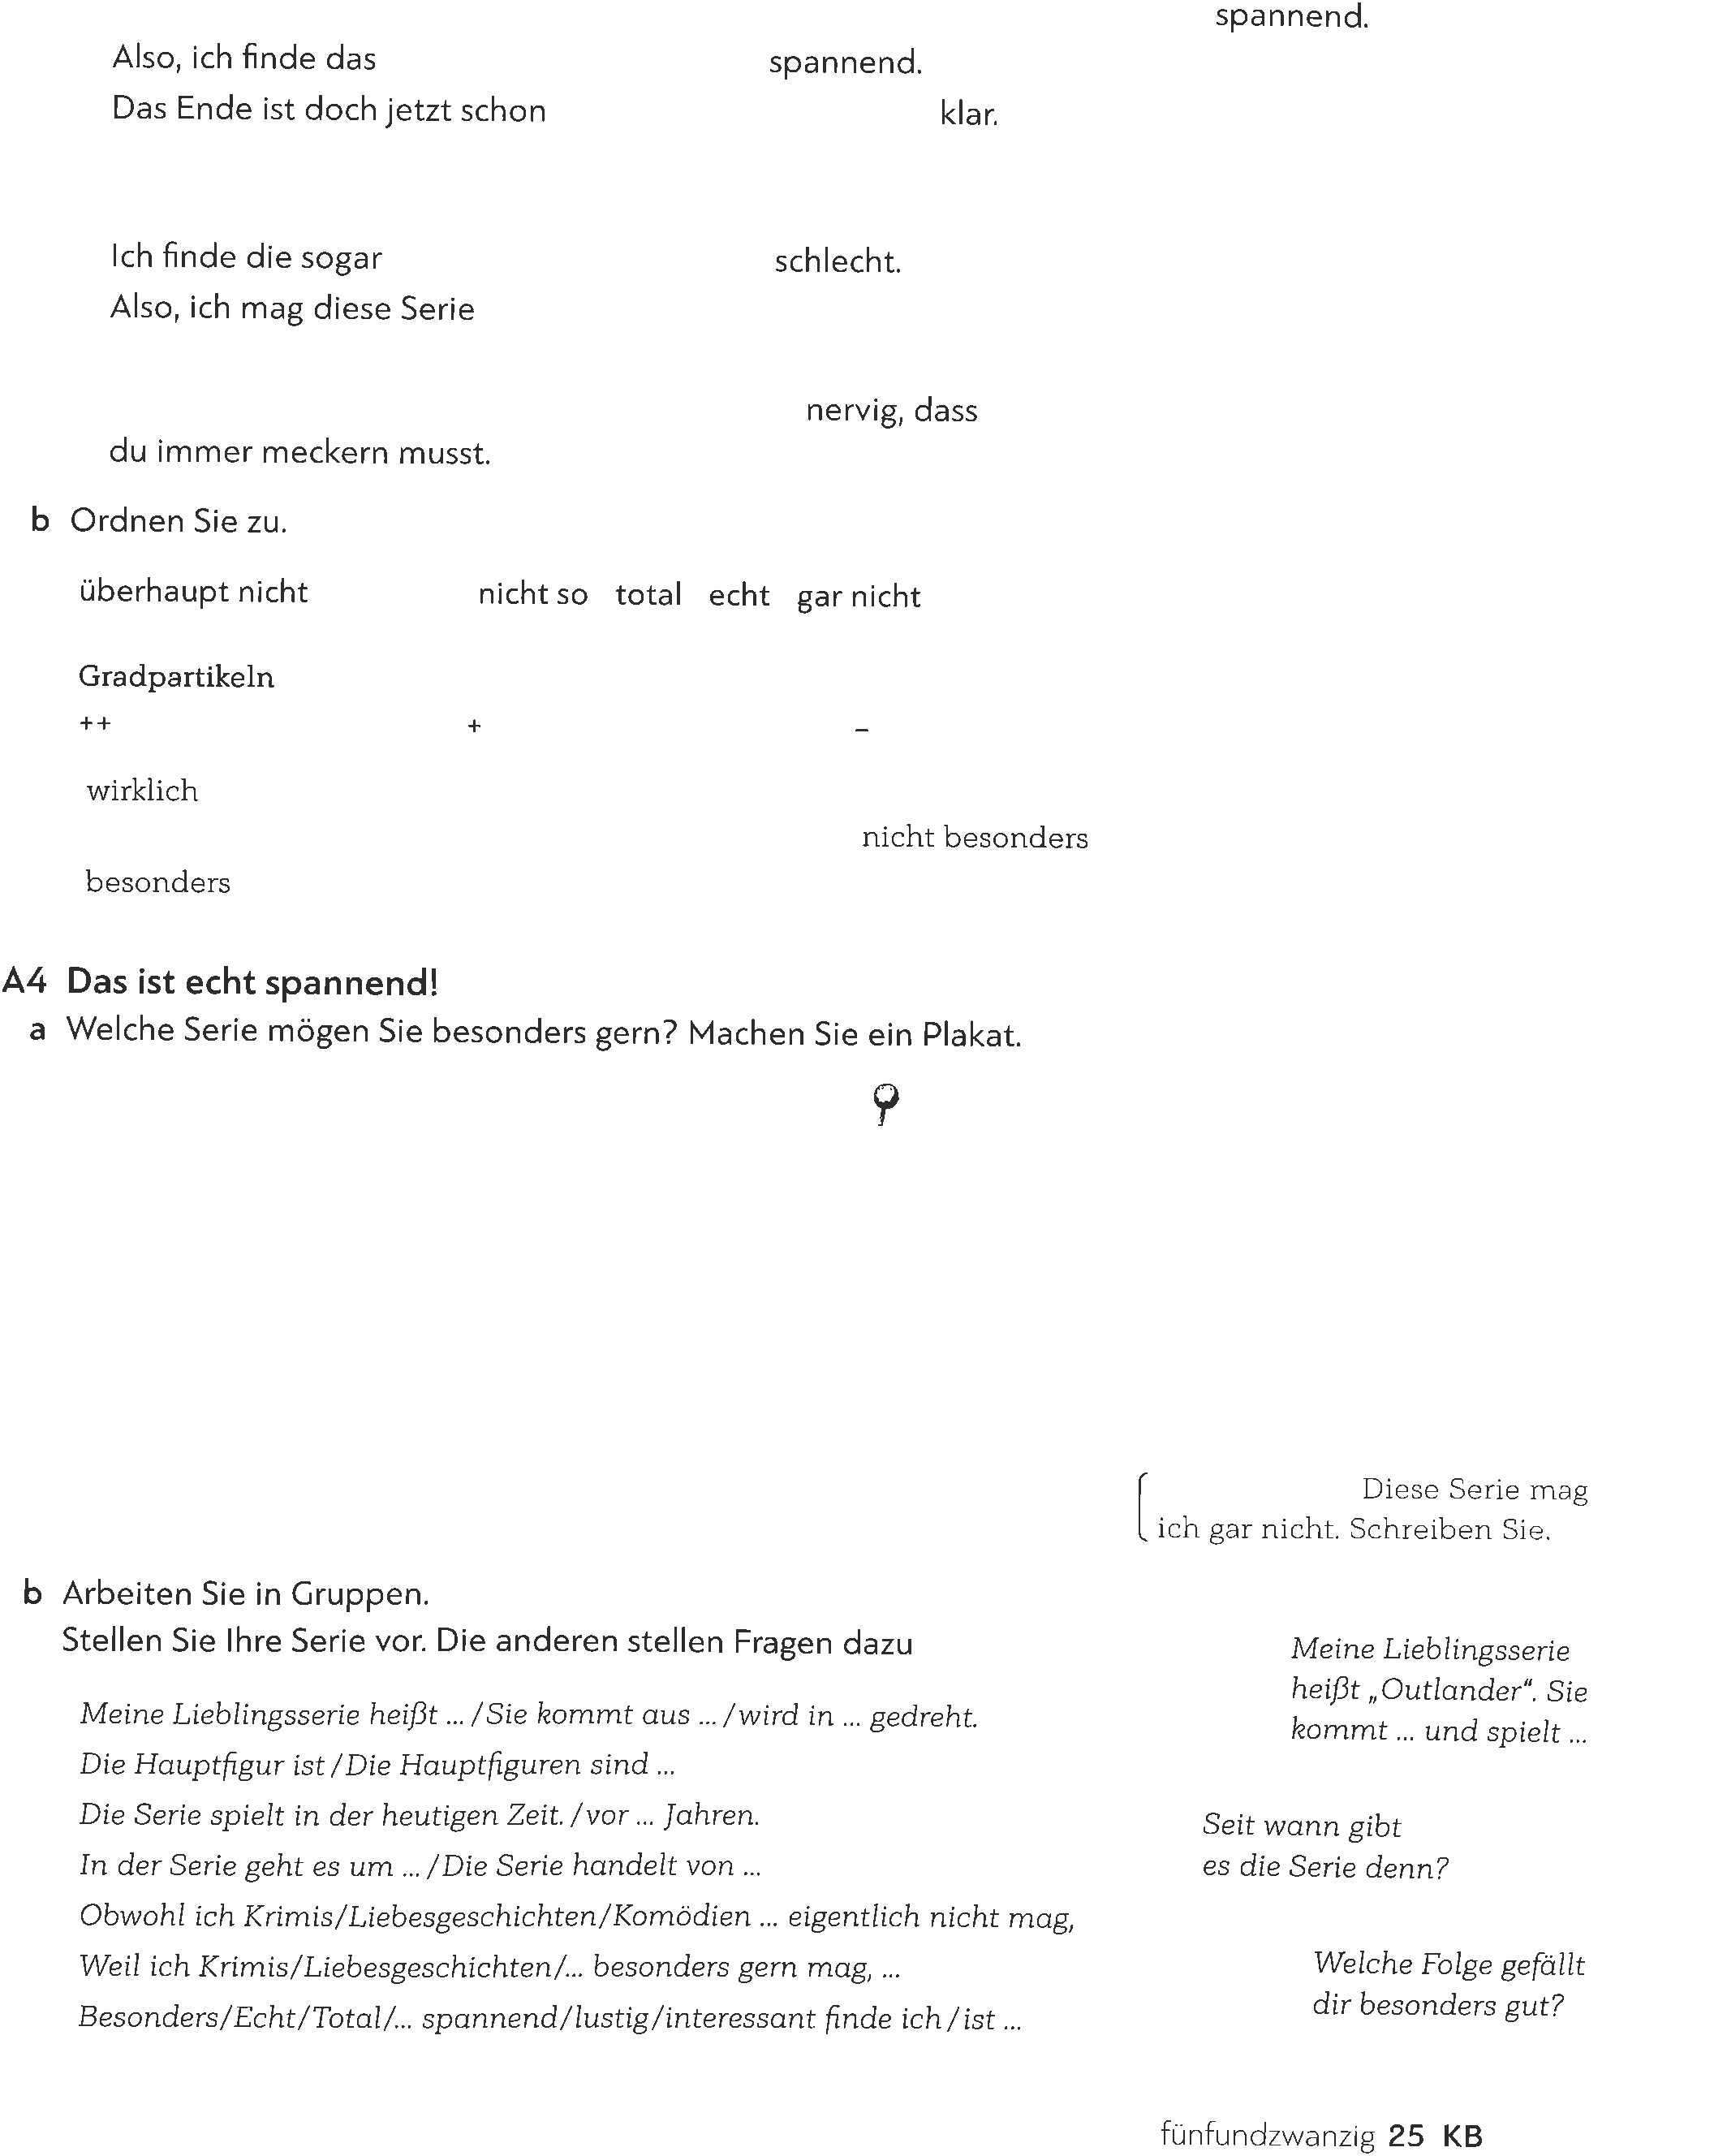 spannend.
Also, ich finde das spannend.
Das Ende ist doch jetzt schon klar.
Ich finde die sogar schlecht.
Also, ich mag diese Serie
nervig, dass
du immer meckern musst.
b Ordnen Sie zu.
überhaupt nicht nicht so total echt gar nicht
Gradpartikeln
++ + –
wirklich
nicht besonders
besonders
A4 Das ist echt spannend!
a Welche Serie mögen Sie besonders gern? Machen Sie ein Plakat.
Diese Serie mag
ich gar nicht. Schreiben Sie.
b Arbeiten Sie in Gruppen.
Stellen Sie Ihre Serie vor. Die anderen stellen Fragen dazu
Meine Lieblingsserie heißt ... / Sie kommt aus ... / wird in ... gedreht.
Die Hauptfigur ist / Die Hauptfiguren sind ...
Die Serie spielt in der heutigen Zeit. / vor ... Jahren.
In der Serie geht es um ... / Die Serie handelt von ...
Obwohl ich Krimis/Liebesgeschichten/Komödien ... eigentlich nicht mag,
Weil ich Krimis/Liebesgeschichten/... besonders gern mag, ...
Besonders/Echt/Total/... spannend/lustig/interessant finde ich / ist ...
Meine Lieblingsserie
heißt „Outlander“. Sie
kommt ... und spielt ...
Seit wann gibt
es die Serie denn?
Welche Folge gefällt
dir besonders gut?
fünfundzwanzig 25 KB